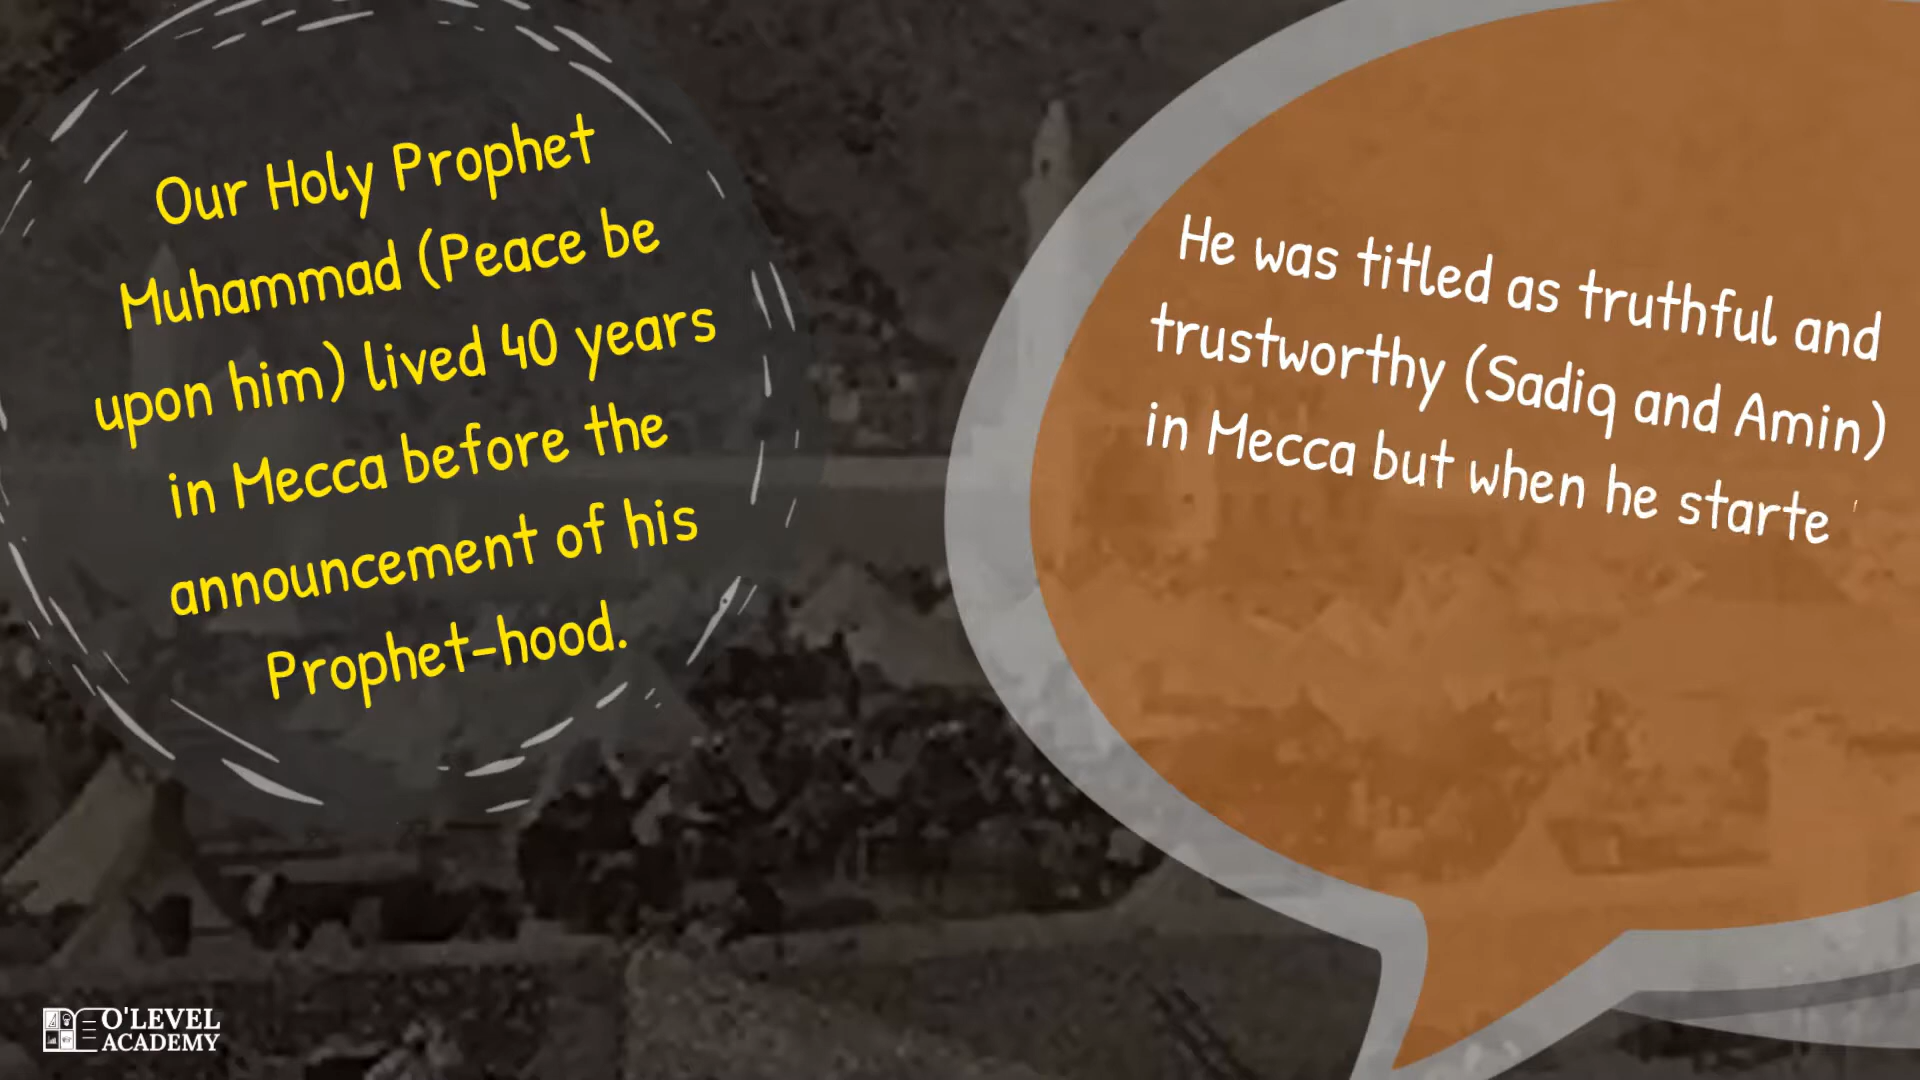 Our Holy Prophet
Muhammad (Peace be
upon him) lived 40 years
in Mecca before the
announcement of his
Prophet-hood.
He was titled as truthful and
trustworthy (Sadiq and Amin)
in Mecca but when he starte
O'LEVEL
ACADEMY